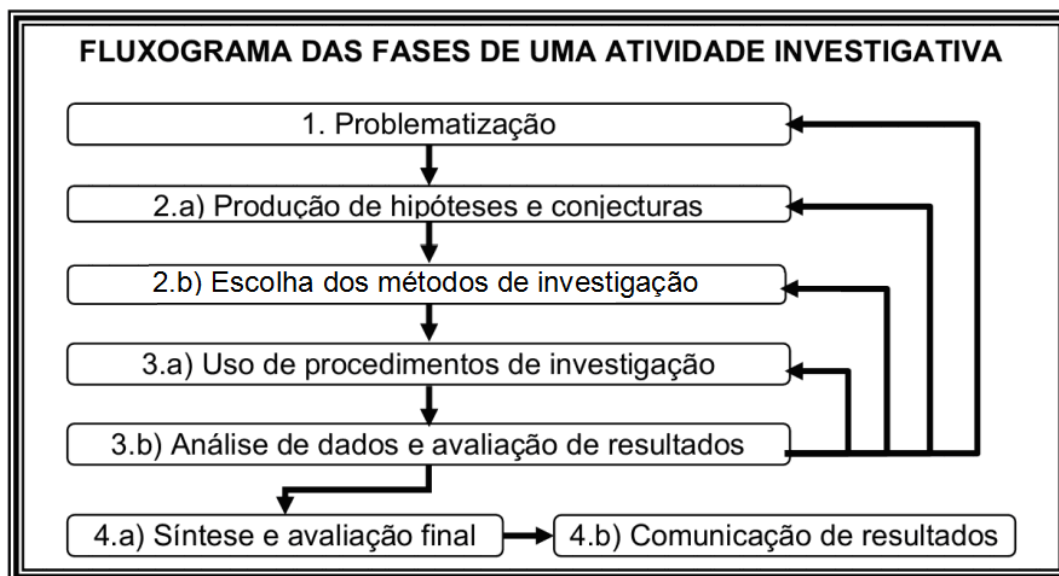 FLUXOGRAMA DAS FASES DE UMA ATIVIDADE INVESTIGATIVA
1. Problematização
2.a) Produção de hipóteses e conjecturas
2.b) Escolha dos métodos de investigação
3.a) Uso de procedimentos de investigação
3.b) Análise de dados e avaliação de resultados
4.a) Síntese e avaliação final
4.b) Comunicação de resultados